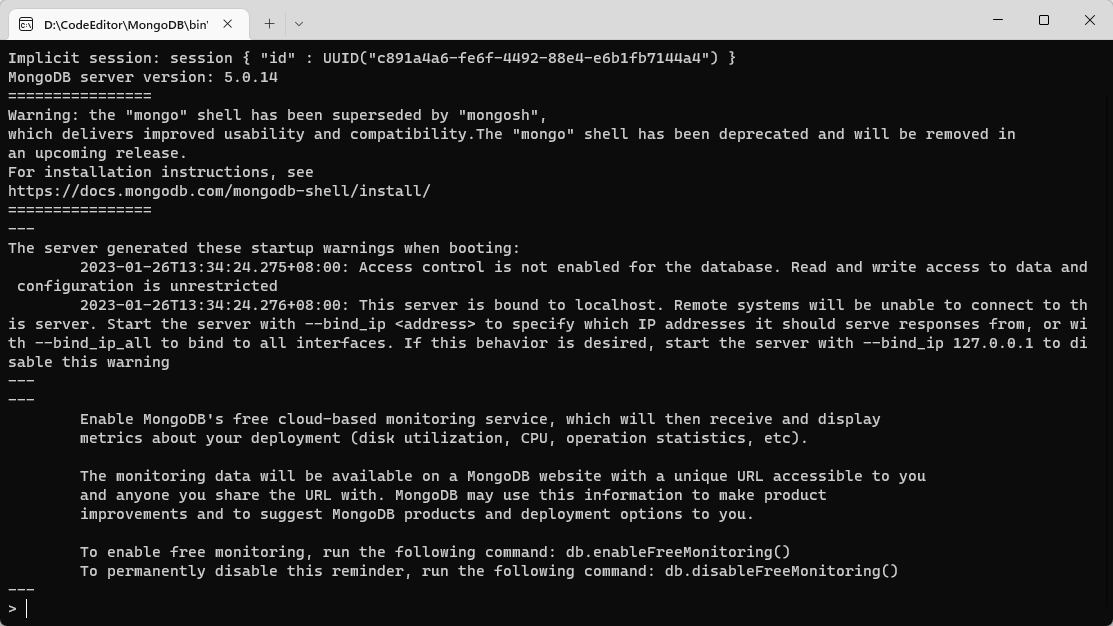 D:\CodeEditor\MongoDB\bin\
Implicit session: session { "id" : UUID("c891a4a6-fe6f-4492-88e4-e6b1fb7144a4") }
MongoDB server version: 5.0.14
================
Warning: the "mongo" shell has been superseded by "mongosh",
which delivers improved usability and compatibility.The "mongo" shell has been deprecated and will be removed in
an upcoming release.
For installation instructions, see
https://docs.mongodb.com/mongodb-shell/install/
================
---
The server generated these startup warnings when booting:
        2023-01-26T13:34:24.275+08:00: Access control is not enabled for the database. Read and write access to data and
 configuration is unrestricted
        2023-01-26T13:34:24.276+08:00: This server is bound to localhost. Remote systems will be unable to connect to th
is server. Start the server with --bind_ip <address> to specify which IP addresses it should serve responses from, or wi
th --bind_ip_all to bind to all interfaces. If this behavior is desired, start the server with --bind_ip 127.0.0.1 to di
sable this warning
---
---
        Enable MongoDB's free cloud-based monitoring service, which will then receive and display
        metrics about your deployment (disk utilization, CPU, operation statistics, etc).

        The monitoring data will be available on a MongoDB website with a unique URL accessible to you
        and anyone you share the URL with. MongoDB may use this information to make product
        improvements and to suggest MongoDB products and deployment options to you.

        To enable free monitoring, run the following command: db.enableFreeMonitoring()
        To permanently disable this reminder, run the following command: db.disableFreeMonitoring()
---
>